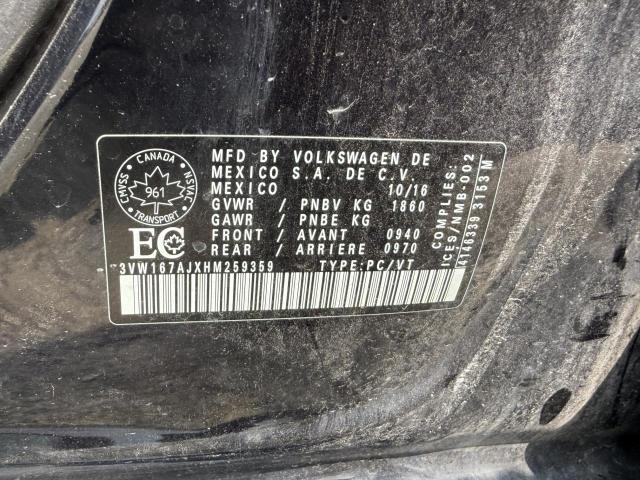 CANADA
CMVSS
961
NSVAC
TRANSPORT
EC
MFD BY VOLKSWAGEN DE
MEXICO S.A. DE C.V.
MEXICO 10/16
GVWR / PNBV KG 1860
GAWR / PNBE KG
FRONT / AVANT 0940
REAR / ARRIERE 0970
3VW167AJXHM259359 TYPE:PC/VT
COMPLIES:
ICES/NMB-002
4146339 3153 M